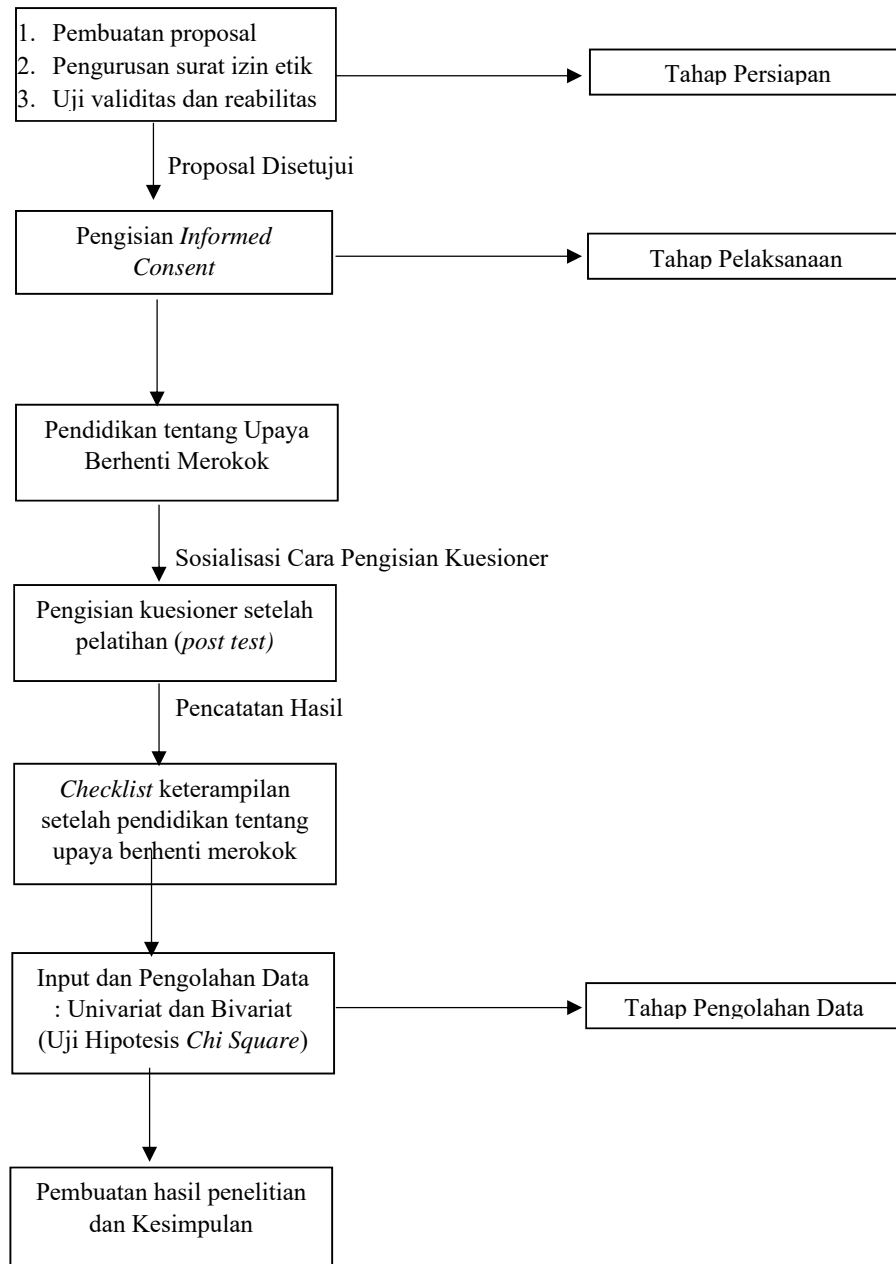 1. Pembuatan proposal
2. Pengurusan surat izin etik
3. Uji validitas dan reabilitas
Tahap Persiapan
Proposal Disetujui
Pengisian Informed
Consent
Tahap Pelaksanaan
Pendidikan tentang Upaya
Berhenti Merokok
Sosialisasi Cara Pengisian Kuesioner
Pengisian kuesioner setelah
pelatihan (post test)
Pencatatan Hasil
Checklist keterampilan
setelah pendidikan tentang
upaya berhenti merokok
Input dan Pengolahan Data
: Univariat dan Bivariat
(Uji Hipotesis Chi Square)
Tahap Pengolahan Data
Pembuatan hasil penelitian
dan Kesimpulan